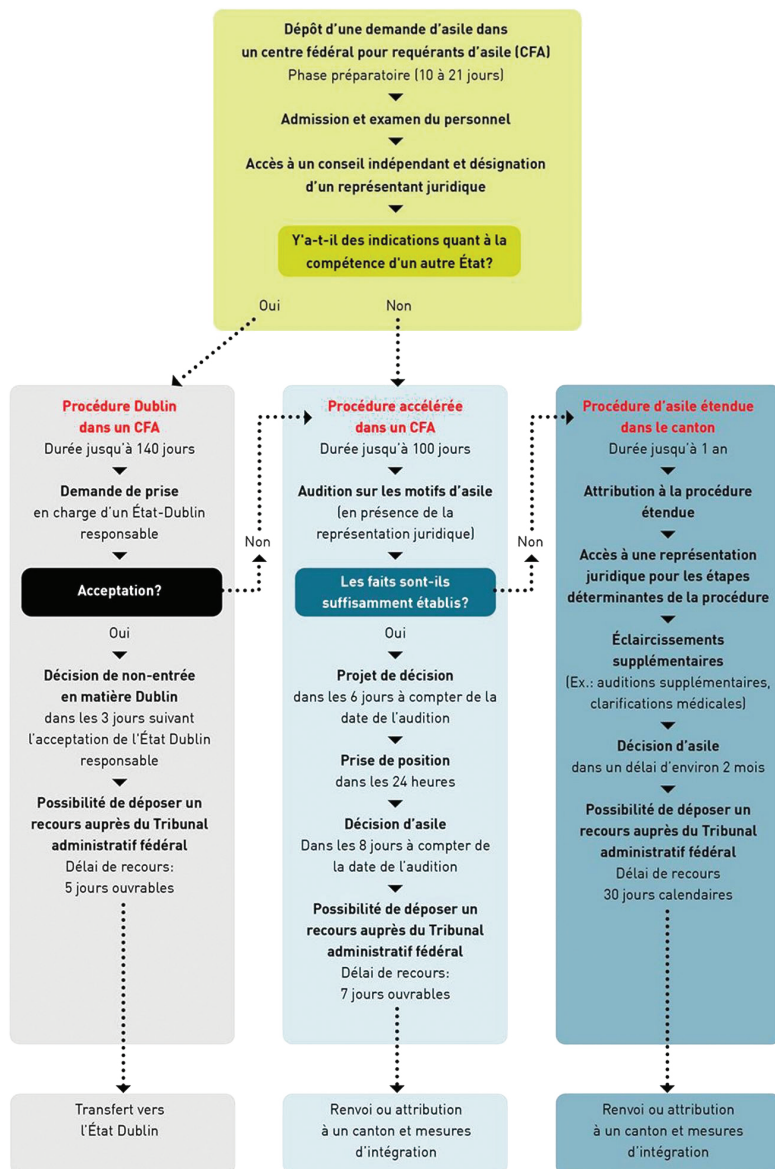 Dépôt d'une demande d'asile dans
un centre fédéral pour requérants d'asile (CFA)
Phase préparatoire (10 à 21 jours)
Admission et examen du personnel
Accès à un conseil indépendant et désignation
d'un représentant juridique
Y'a-t-il des indications quant à la
compétence d'un autre État?
Oui
Non
Procédure Dublin
dans un CFA
Durée jusqu'à 140 jours
Demande de prise
en charge d'un État-Dublin
responsable
Acceptation?
Non
Oui
Décision de non-entrée
en matière Dublin
dans les 3 jours suivant
l'acceptation de l'État Dublin
responsable
Possibilité de déposer un
recours auprès du Tribunal
administratif fédéral
Délai de recours:
5 jours ouvrables
Transfert vers
l'État Dublin
Procédure accélérée
dans un CFA
Durée jusqu'à 100 jours
Audition sur les motifs d'asile
(en présence de la
représentation juridique)
Les faits sont-ils
suffisamment établis?
Non
Oui
Projet de décision
dans les 6 jours à compter de la
date de l'audition
Prise de position
dans les 24 heures
Décision d'asile
Dans les 8 jours à compter de
la date de l'audition
Possibilité de déposer un
recours auprès du Tribunal
administratif fédéral
Délai de recours:
7 jours ouvrables
Renvoi ou attribution
à un canton et mesures
d'intégration
Procédure d'asile étendue
dans le canton
Durée jusqu'à 1 an
Attribution à la procédure
étendue
Accès à une représentation
juridique pour les étapes
déterminantes de la procédure
Éclaircissements
supplémentaires
(Ex.: auditions supplémentaires,
clarifications médicales)
Décision d'asile
dans un délai d'environ 2 mois
Possibilité de déposer un
recours auprès du Tribunal
administratif fédéral
Délai de recours
30 jours calendaires
Renvoi ou attribution
à un canton et mesures
d'intégration